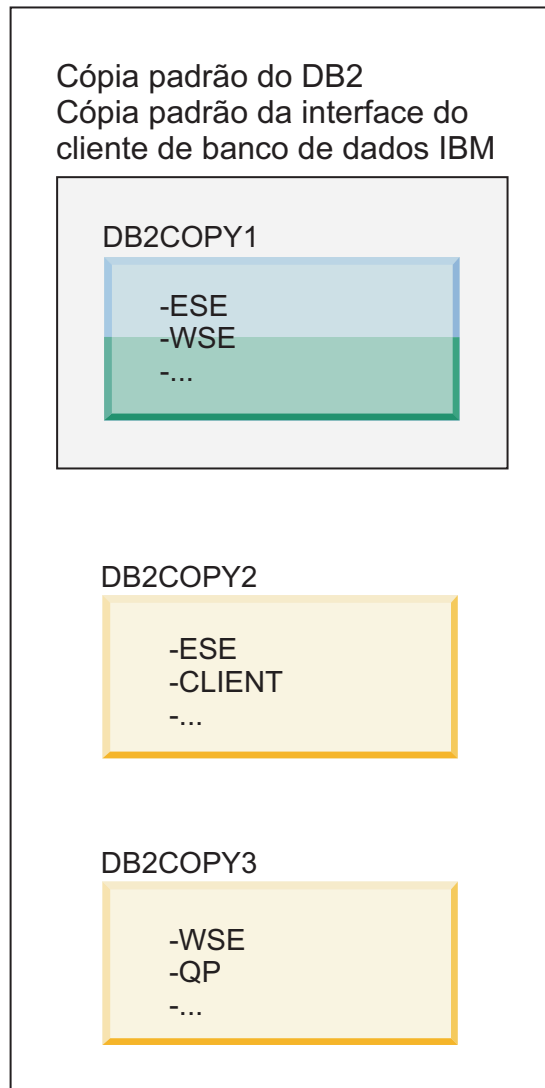 Cópia padrão do DB2
Cópia padrão da interface do
cliente de banco de dados IBM
DB2COPY1
-ESE
-WSE
-...
DB2COPY2
-ESE
-CLIENT
-...
DB2COPY3
-WSE
-QP
-...